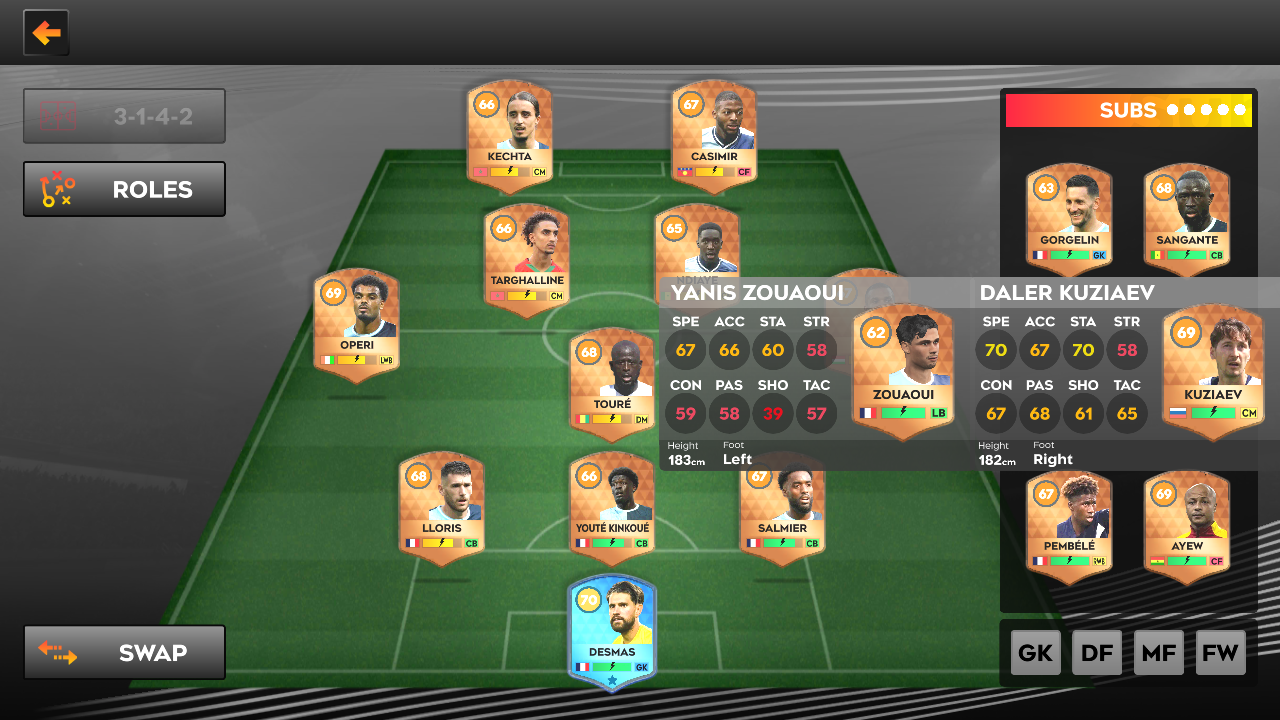 3-1-4-2
ROLES
SWAP
66
KECHTA
CM
67
CASIMIR
CF
66
TARGHALLINE
CM
65
NDIAYE
69
OPERI
LWB
68
TOURÉ
DM
68
LLORIS
CB
66
YOUTÉ KINKOUÉ
CB
67
SALMIER
CB
70
DESMAS
GK
SUBS
63
GORGELIN
GK
68
SANGANTE
CB
YANIS ZOUAOUI
SPE ACC STA STR
67 66 60 58
CON PAS SHO TAC
59 58 39 57
Height Foot
183cm Left
62
ZOUAOUI
LB
DALER KUZIAEV
SPE ACC STA STR
70 67 70 58
CON PAS SHO TAC
67 68 61 65
Height Foot
182cm Right
69
KUZIAEV
CM
67
PEMBÉLÉ
RWB
69
AYEW
CF
GK DF MF FW